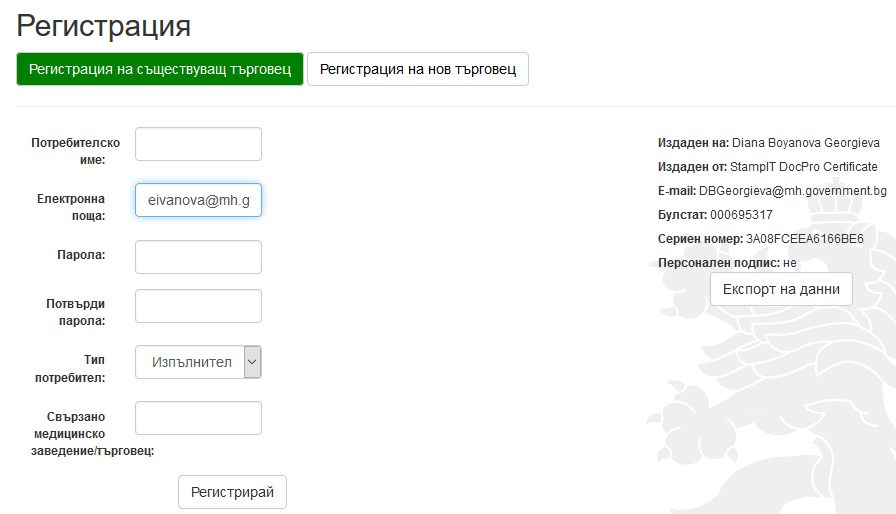 Регистрация
Регистрация на съществуващ търговец
Регистрация на нов търговец
Потребителско
име:
Електронна
поща:
eivanova@mh.g
Парола:
Потвърди
парола:
Тип
потребител:
Изпълнител
Свързано
медицинско
заведение/търговец:
Регистрирай
Издаден на: Diana Boyanova Georgieva
Издаден от: StampIT DocPro Certificate
E-mail: DBGeorgieva@mh.government.bg
Булстат: 000695317
Сериен номер: 3A08FCEEA6166BE6
Персонален подпис: не
Експорт на данни